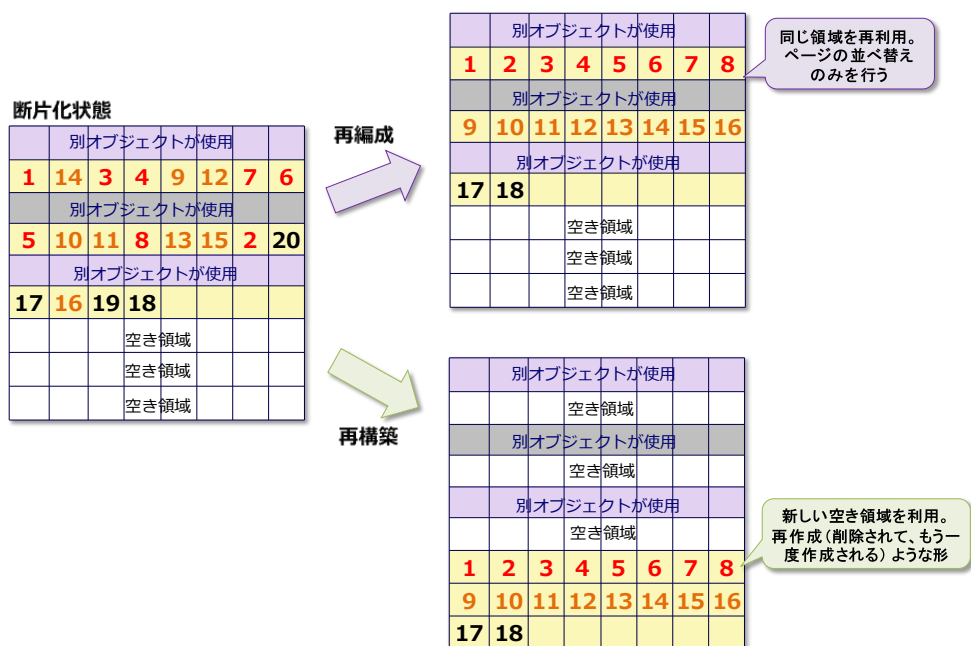 断片化状態
別オブジェクトが使用
1 14 3 4 9 12 7 6
別オブジェクトが使用
5 10 11 8 13 15 2 20
別オブジェクトが使用
17 16 19 18
空き領域
空き領域
空き領域
再編成
別オブジェクトが使用
1 2 3 4 5 6 7 8
別オブジェクトが使用
9 10 11 12 13 14 15 16
別オブジェクトが使用
17 18
空き領域
空き領域
空き領域
同じ領域を再利用。
ページの並べ替え
のみを行う
再構築
別オブジェクトが使用
空き領域
別オブジェクトが使用
空き領域
別オブジェクトが使用
空き領域
1 2 3 4 5 6 7 8
9 10 11 12 13 14 15 16
17 18
新しい空き領域を利用。
再作成(削除されて、もう一
度作成される)ような形